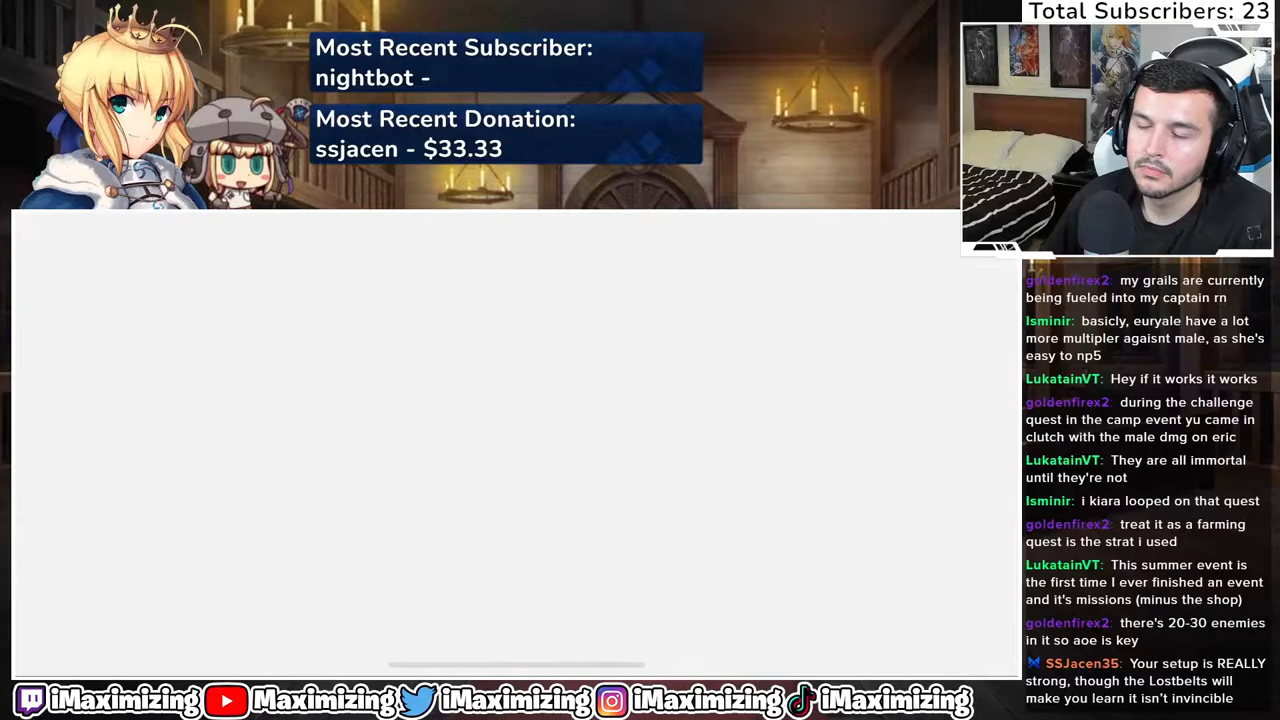 Total Subscribers: 23
Most Recent Subscriber:
nightbot -
Most Recent Donation:
ssjacen - $33.33
goldenfirex2: my grails are currently
being fueled into my captain rn
Isminir: basicly, euryale have a lot
more multipler agaisnt male, as she's
easy to np5
LukatainVT: Hey if it works it works
goldenfirex2: during the challenge
quest in the camp event yu came in
clutch with the male dmg on eric
LukatainVT: They are all immortal
until they're not
Isminir: i kiara looped on that quest
goldenfirex2: treat it as a farming
quest is the strat i used
LukatainVT: This summer event is
the first time I ever finished an event
and it's missions (minus the shop)
goldenfirex2: there's 20-30 enemies
in it so aoe is key
SSJacen35: Your setup is REALLY
strong, though the Lostbelts will
make you learn it isn't invincible
iMaximizing Maximizing iMaximizing iMaximizing iMaximizing